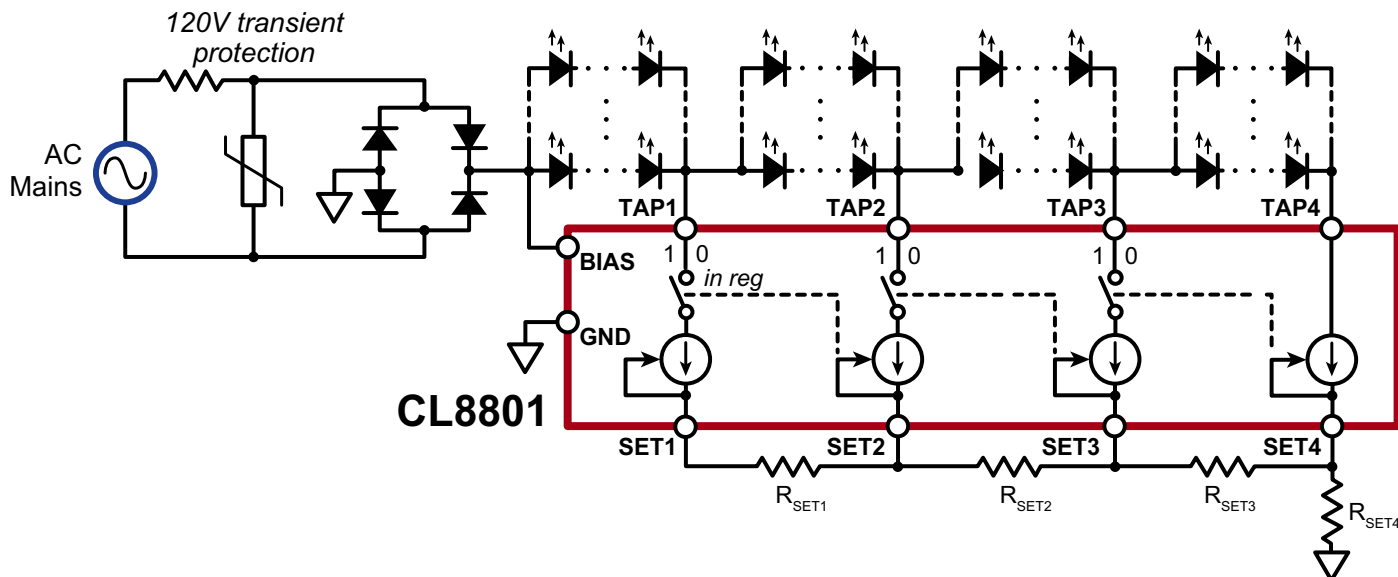 120V transient
protection
AC
Mains
TAP1
TAP2
TAP3
TAP4
BIAS
1 0
1 0
1 0
in reg
GND
CL8801
SET1
SET2
SET3
SET4
RSET1
RSET2
RSET3
RSET4